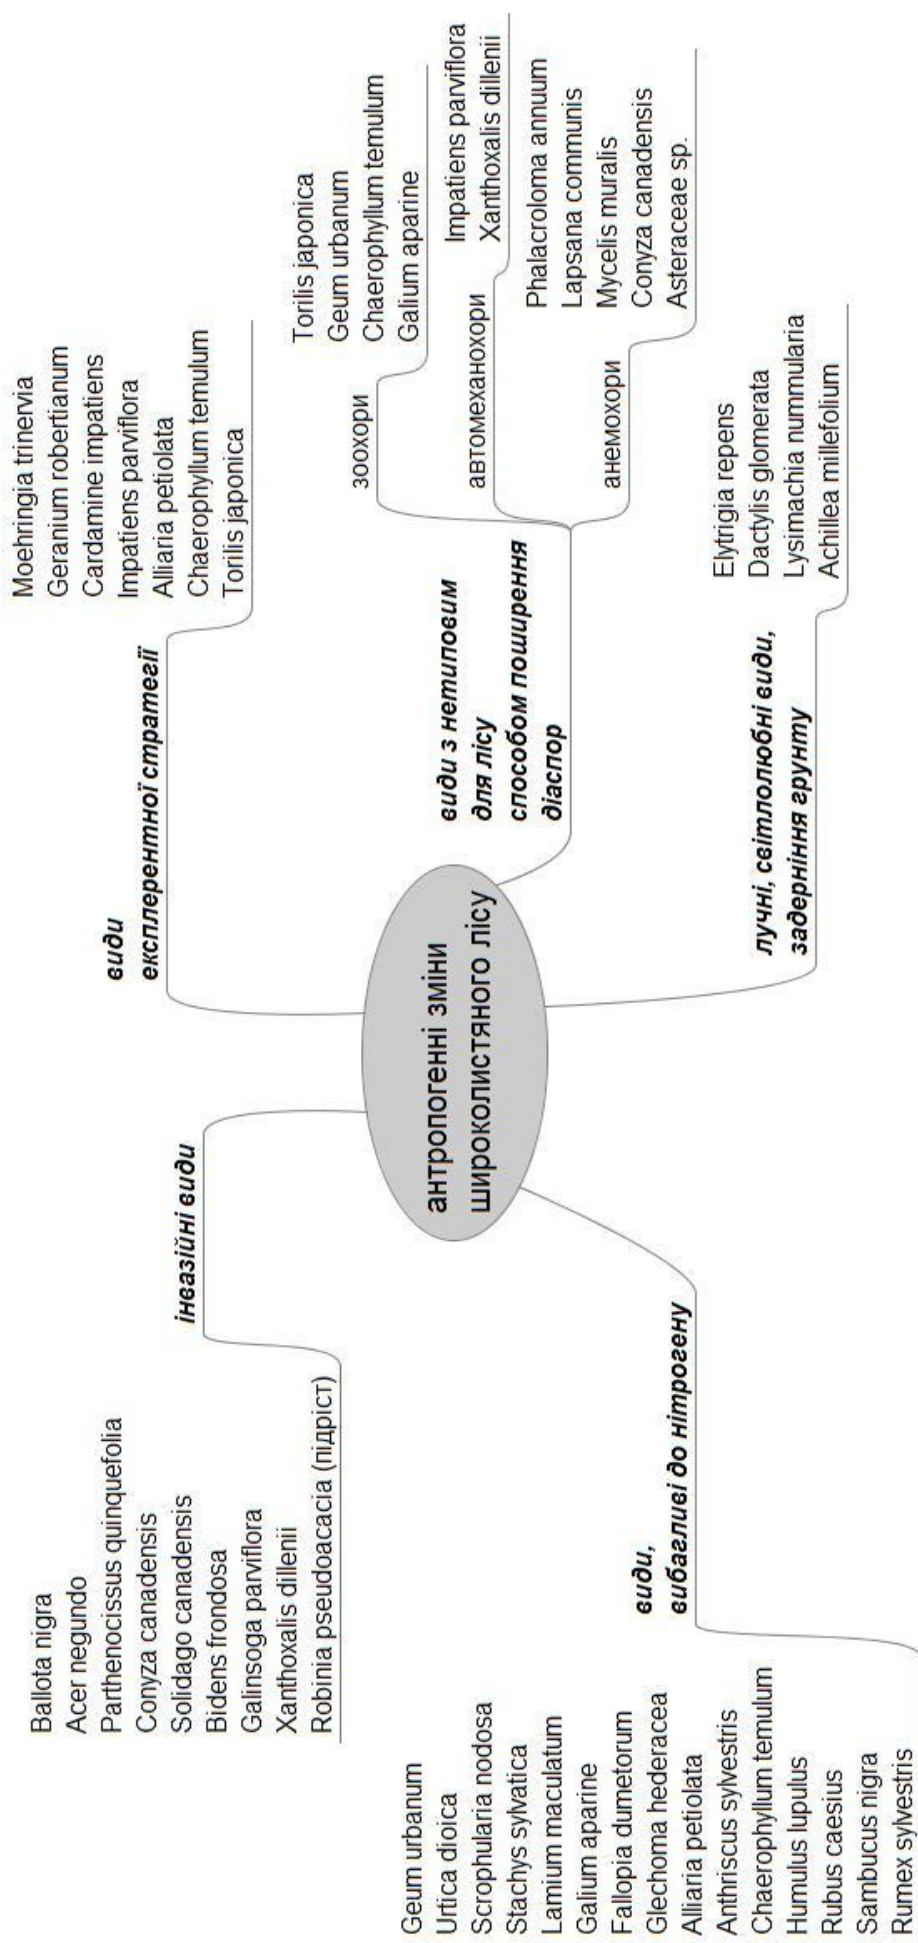 Ballota nigra
Acer negundo
Parthenocissus quinquefolia
Conyza canadensis
Solidago canadensis
Bidens frondosa
Galinsoga parviflora
Xanthoxalis dillenii
Robinia pseudoacacia (підріст)
інвазійні види
Geum urbanum
Urtica dioica
Scrophularia nodosa
Stachys sylvatica
Lamium maculatum
Galium aparine
Fallopia dumetorum
Glechoma hederacea
Alliaria petiolata
Anthriscus sylvestris
Chaerophyllum temulum
Humulus lupulus
Rubus caesius
Sambucus nigra
Rumex sylvestris
види,
вибагливі до нітрогену
антропогенні зміни
широколистяного лісу
види
експлерентної стратегії
Moehringia trinervia
Geranium robertianum
Cardamine impatiens
Impatiens parviflora
Alliaria petiolata
Chaerophyllum temulum
Torilis japonica
види з нетиповим
для лісу
способом поширення
діаспор
зоохори
Torilis japonica
Geum urbanum
Chaerophyllum temulum
Galium aparine
автомеханохори
Impatiens parviflora
Xanthoxalis dillenii
анемохори
Phalacroloma annuum
Lapsana communis
Mycelis muralis
Conyza canadensis
Asteraceae sp.
лучні, світлолюбні види,
задерніння грунту
Elytrigia repens
Dactylis glomerata
Lysimachia nummularia
Achillea millefolium